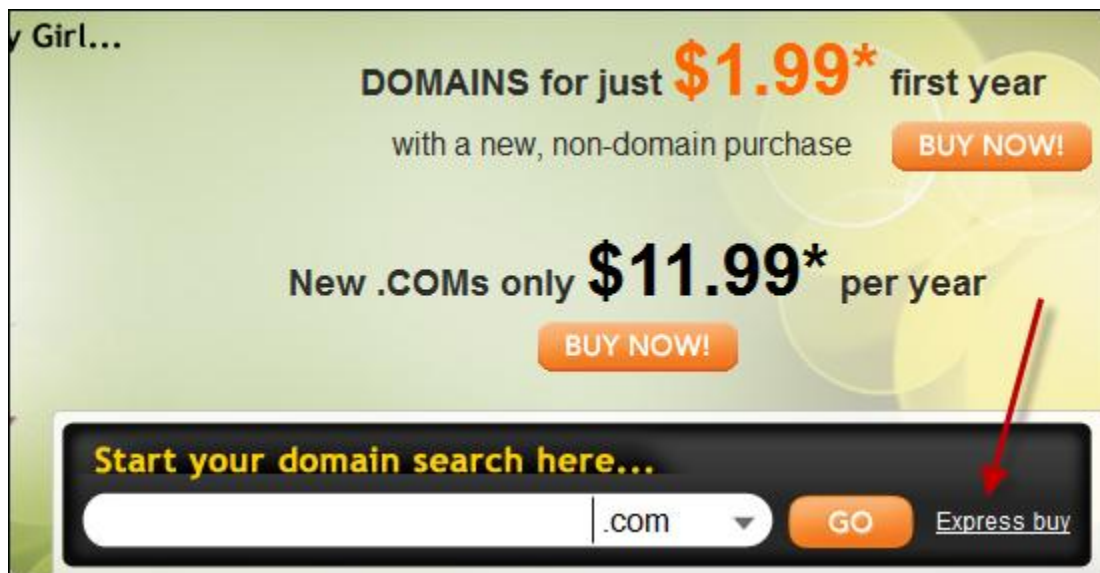 Girl...
DOMAINS for just $1.99* first year
with a new, non-domain purchase BUY NOW!
New .COMs only $11.99* per year
BUY NOW!
Start your domain search here...
.com GO Express buy